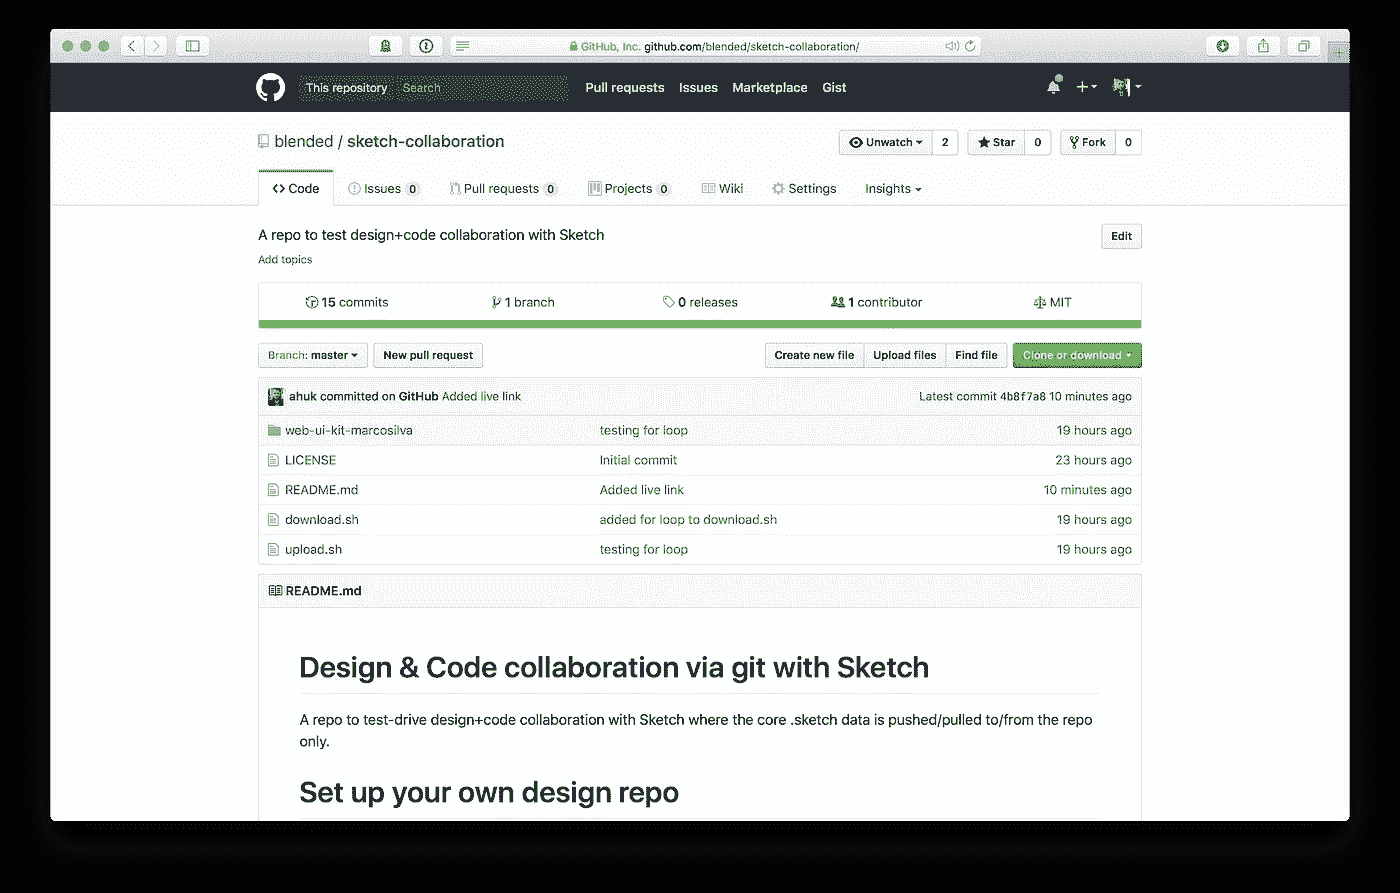 GitHub, Inc. github.com/blended/sketch-collaboration/
This repository Search Pull requests Issues Marketplace Gist
blended / sketch-collaboration Unwatch 2 Star 0 Fork 0
Code Issues 0 Pull requests 0 Projects 0 Wiki Settings Insights
A repo to test design+code collaboration with Sketch Edit
Add topics
15 commits 1 branch 0 releases 1 contributor MIT
Branch: master New pull request Create new file Upload files Find file Clone or download
ahuk committed on GitHub Added live link Latest commit 4b8f7a8 10 minutes ago
web-ui-kit-marcosilva testing for loop 19 hours ago
LICENSE Initial commit 23 hours ago
README.md Added live link 10 minutes ago
download.sh added for loop to download.sh 19 hours ago
upload.sh testing for loop 19 hours ago
README.md
Design & Code collaboration via git with Sketch
A repo to test-drive design+code collaboration with Sketch where the core .sketch data is pushed/pulled to/from the repo
only.
Set up your own design repo